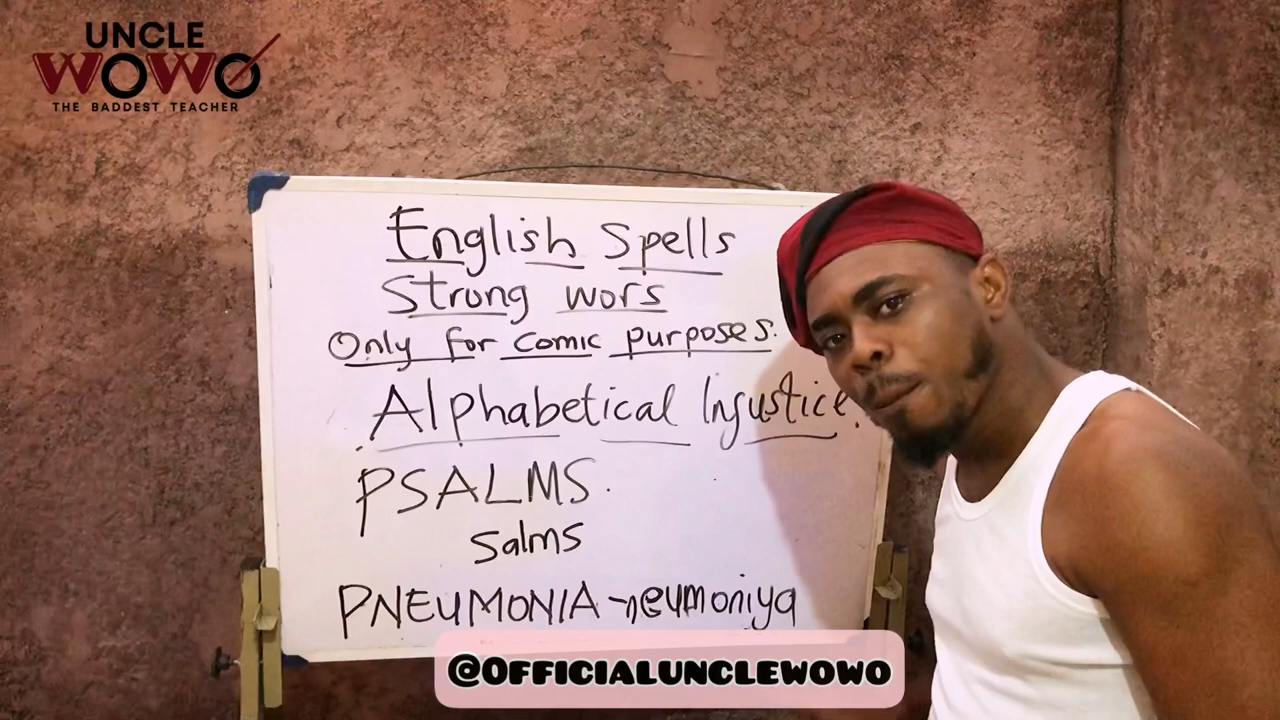 UNCLE
WOWO
THE BADDEST TEACHER
English Spells
Strong wors
Only for comic purposes.
Alphabetical Injustice.
PSALMS.
Salms
PNEUMONIA-neumoniya
@OFFICIALUNCLEWOWO